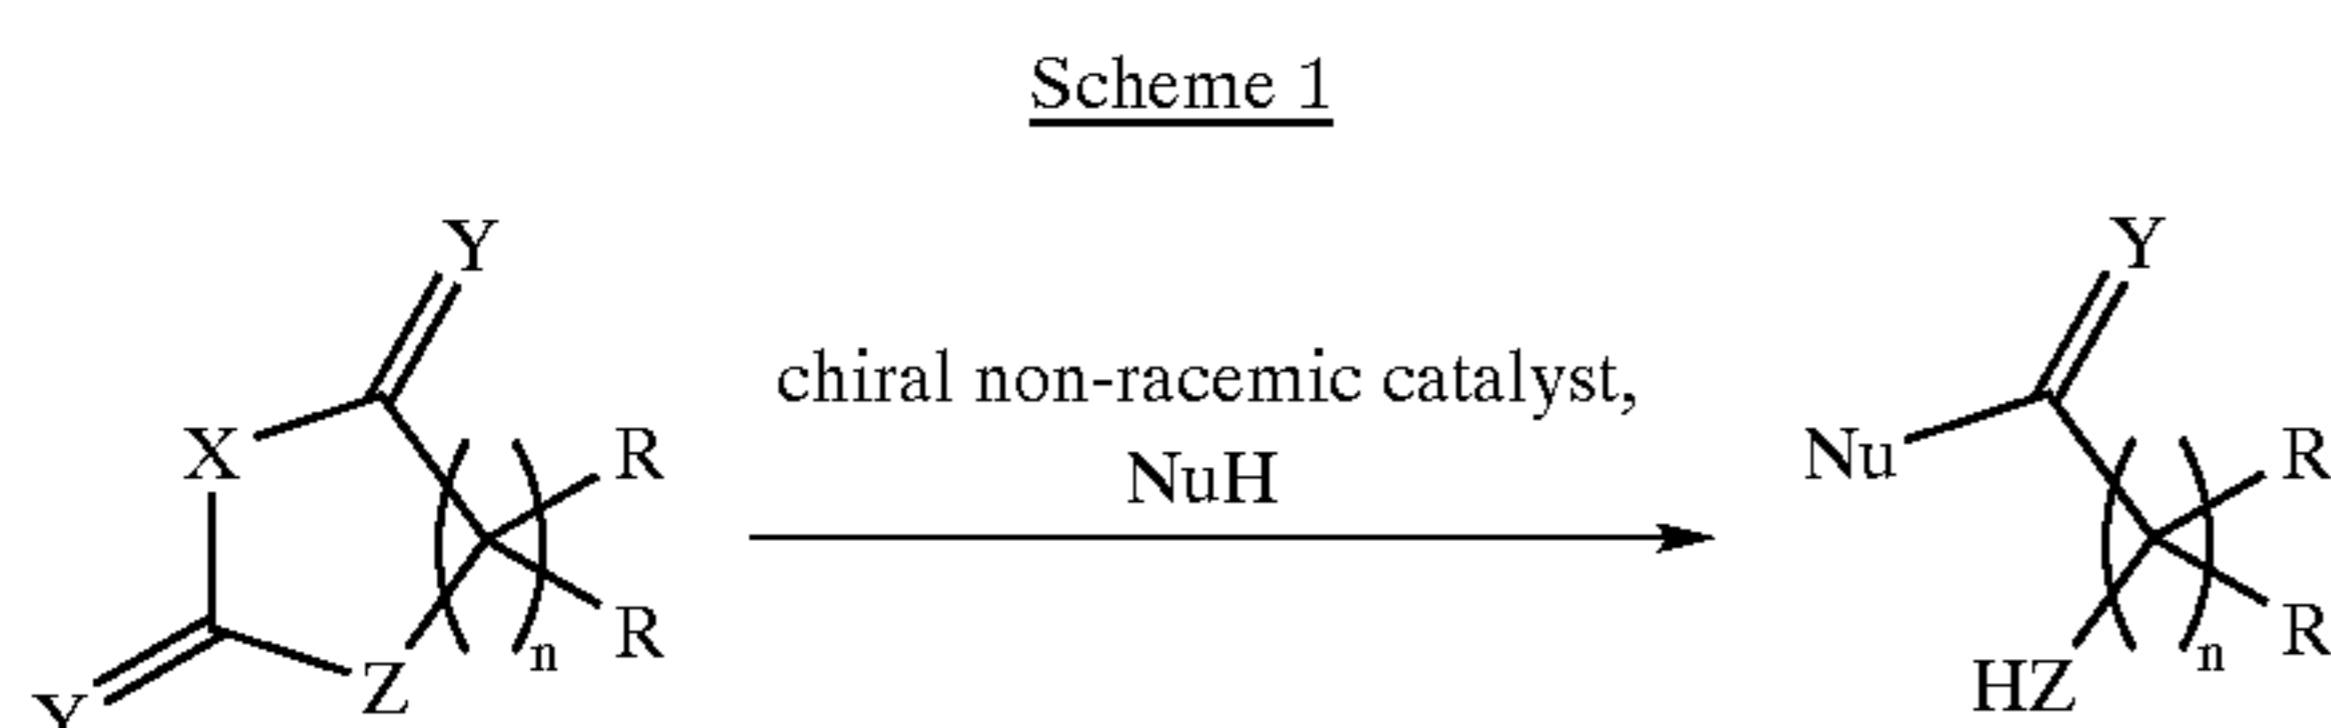 Scheme 1
Y
Y
chiral non-racemic catalyst,
X
R
NuH
Nu
R
R
R
n
n
Y
Z
HZ